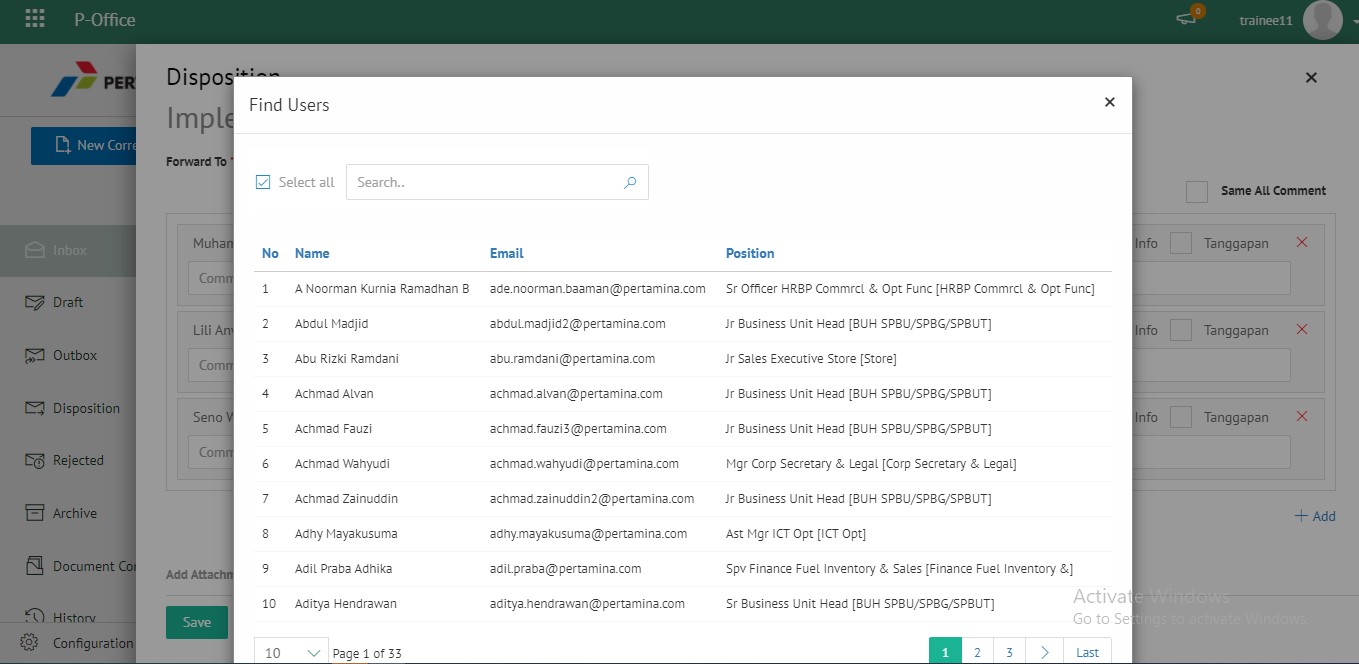 P-Office
0
trainee11
PER
Disposition
Find Users
New Corre
Forward To *
Select all
Search..
Same All Comment
Inbox
Info
Tanggapan
No Name Email Position
1 A Noorman Kurnia Ramadhan B ade.noorman.baaman@pertamina.com Sr Officer HRBP Commrcl & Opt Func [HRBP Commrcl & Opt Func]
Draft
2 Abdul Madjid abdul.madjid2@pertamina.com Jr Business Unit Head [BUH SPBU/SPBG/SPBUT]
Info
Tanggapan
Outbox
3 Abu Rizki Ramdani abu.ramdani@pertamina.com Jr Sales Executive Store [Store]
4 Achmad Alvan achmad.alvan@pertamina.com Jr Business Unit Head [BUH SPBU/SPBG/SPBUT]
Disposition
Seno W
Info
Tanggapan
5 Achmad Fauzi achmad.fauzi3@pertamina.com Jr Business Unit Head [BUH SPBU/SPBG/SPBUT]
Rejected
6 Achmad Wahyudi achmad.wahyudi@pertamina.com Mgr Corp Secretary & Legal [Corp Secretary & Legal]
7 Achmad Zainuddin achmad.zainuddin2@pertamina.com Jr Business Unit Head [BUH SPBU/SPBG/SPBUT]
Archive
Add
8 Adhy Mayakusuma adhy.mayakusuma@pertamina.com Ast Mgr ICT Opt [ICT Opt]
Document Cor
Add Attachm
9 Adil Praba Adhika adil.praba@pertamina.com Spv Finance Fuel Inventory & Sales [Finance Fuel Inventory &]
10 Aditya Hendrawan aditya.hendrawan@pertamina.com Sr Business Unit Head [BUH SPBU/SPBG/SPBUT]
Activate Windows
Go to Settings to activate Windows.
History
Save
Configuration
10 Page 1 of 33
1 2 3 > Last